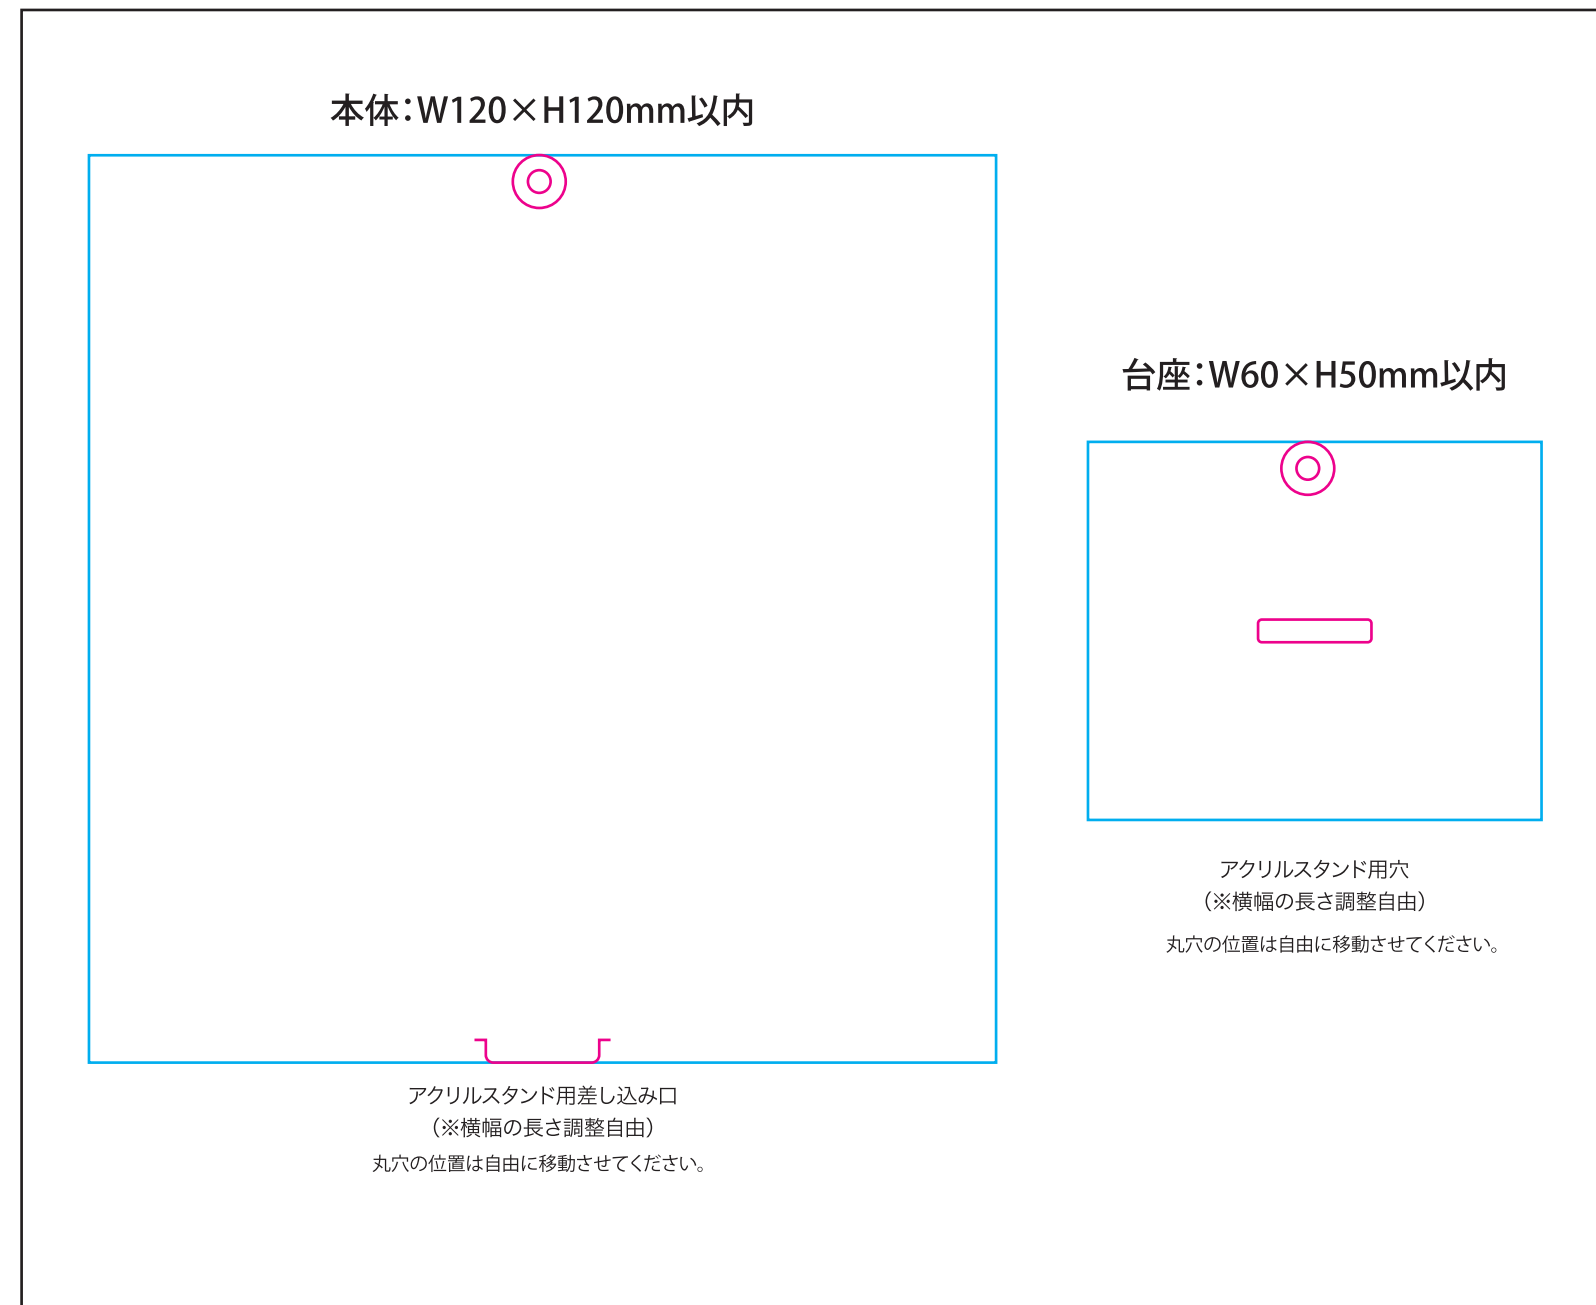 本体：W120×H120mm以内
台座：W60×H50mm以内
アクリルスタンド用穴
（※横幅の長さ調整自由）
丸穴の位置は自由に移動させてください。
アクリルスタンド用差し込み口
（※横幅の長さ調整自由）
丸穴の位置は自由に移動させてください。